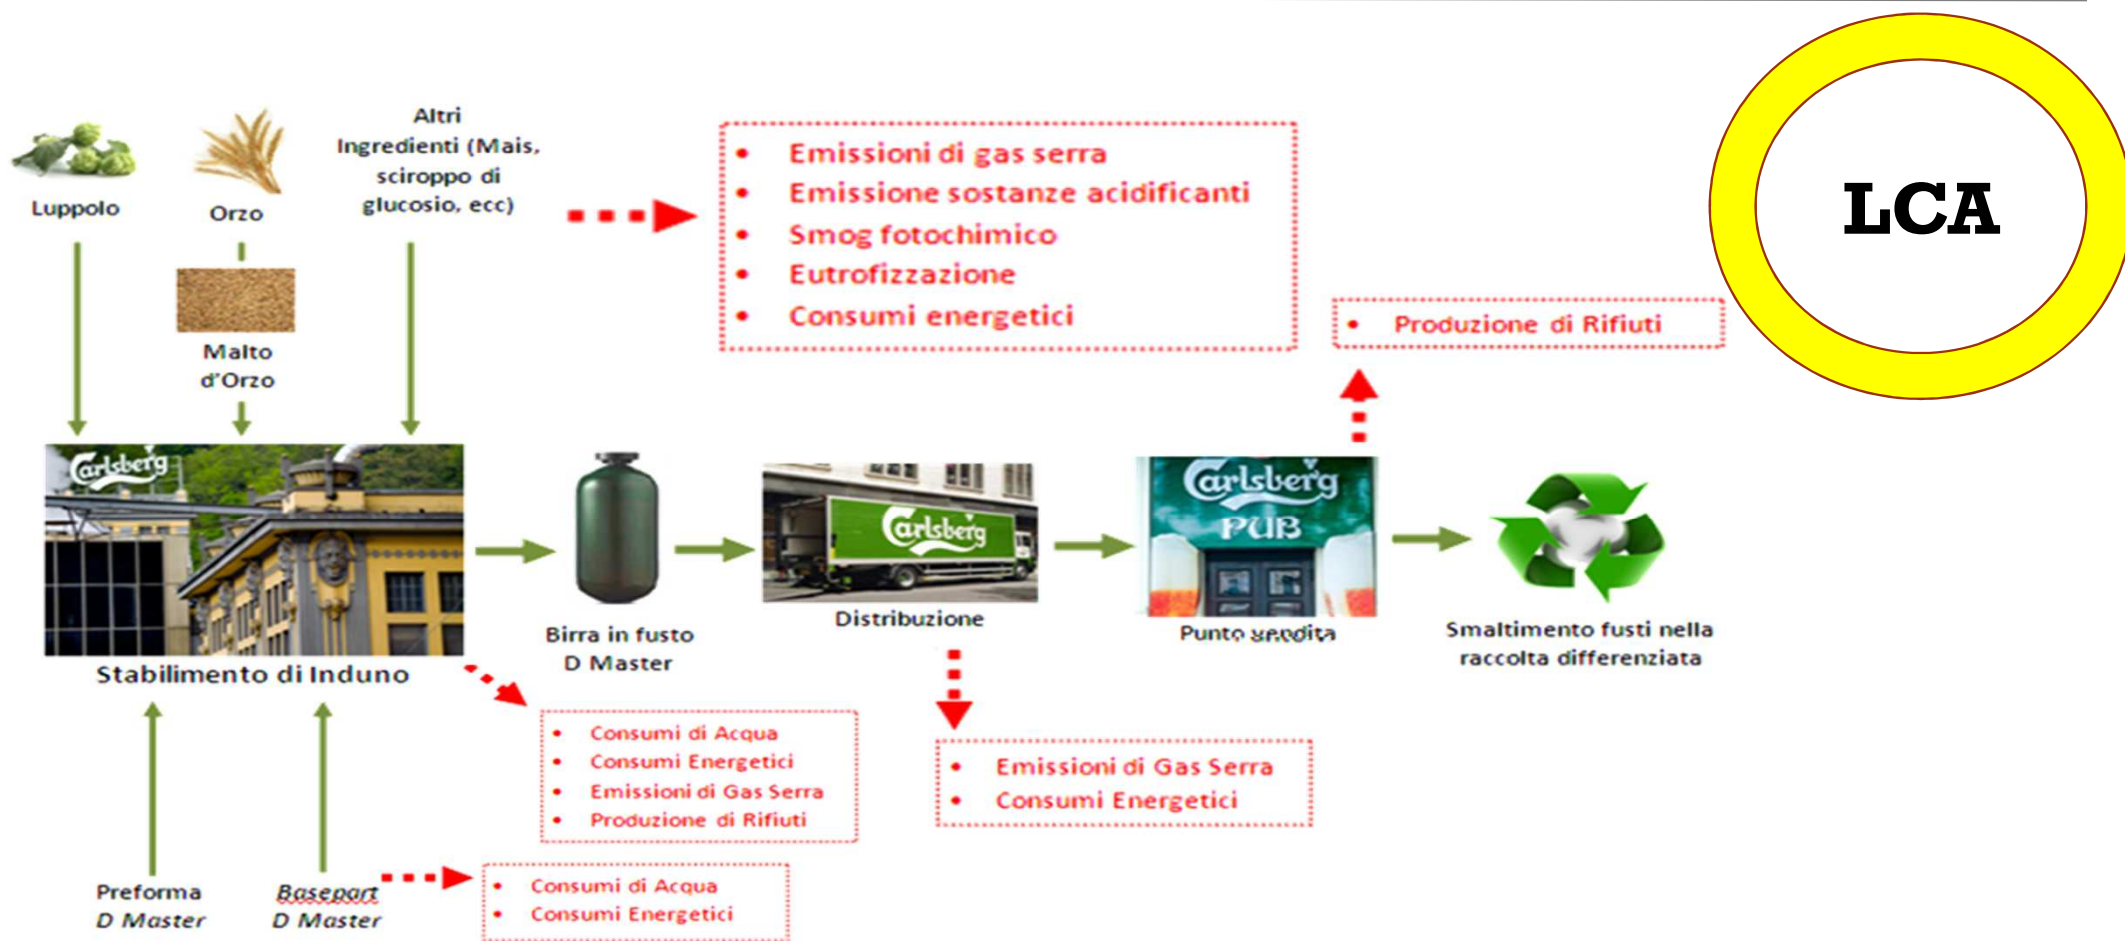 LCA
Luppolo
Orzo
Altri
Ingredienti (Mais,
sciroppo di
glucosio, ecc)
Malto
d'Orzo
• Emissioni di gas serra
• Emissione sostanze acidificanti
• Smog fotochimico
• Eutrofizzazione
• Consumi energetici
• Produzione di Rifiuti
Carlsberg
Stabilimento di Induno
Birra in fusto
D Master
Carlsberg
Distribuzione
Carlsberg
PUB
Punto vendita
Smaltimento fusti nella
raccolta differenziata
• Consumi di Acqua
• Consumi Energetici
• Emissioni di Gas Serra
• Produzione di Rifiuti
• Emissioni di Gas Serra
• Consumi Energetici
Preforma
D Master
Basepart
D Master
• Consumi di Acqua
• Consumi Energetici